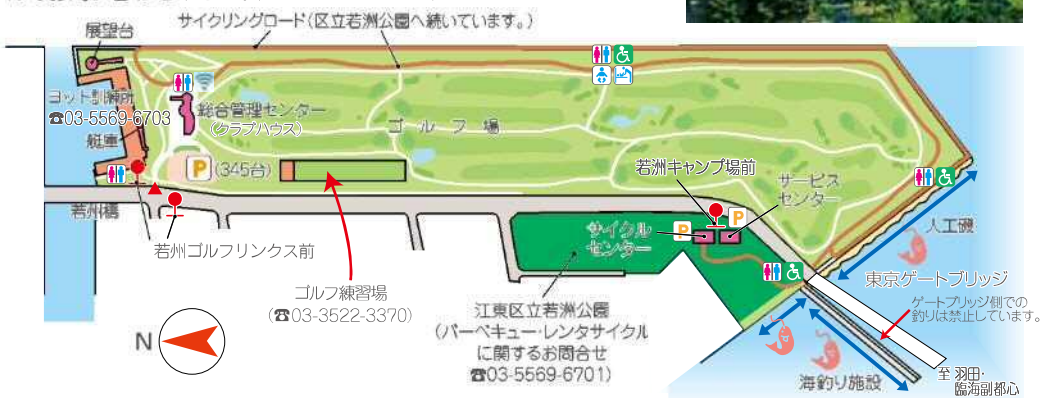 サイクリングロード(区立若洲公園へ続いています。)
展望台
ヨット訓練所
☎03-5569-6703
艇庫
総合管理センター
(クラブハウス)
ゴルフ場
P (345台)
若洲キャンプ場前
サービス
センター
P
P
サイクル
センター
若州橋
若州ゴルフリンクス前
人工磯
東京ゲートブリッジ
ゲートブリッジ側での
釣りは禁止しています。
ゴルフ練習場
(☎03-3522-3370)
江東区立若洲公園
(バーベキュー・レンタサイクル
に関するお問合せ
☎03-5569-6701)
N
海釣り施設
至 羽田・
臨海副都心